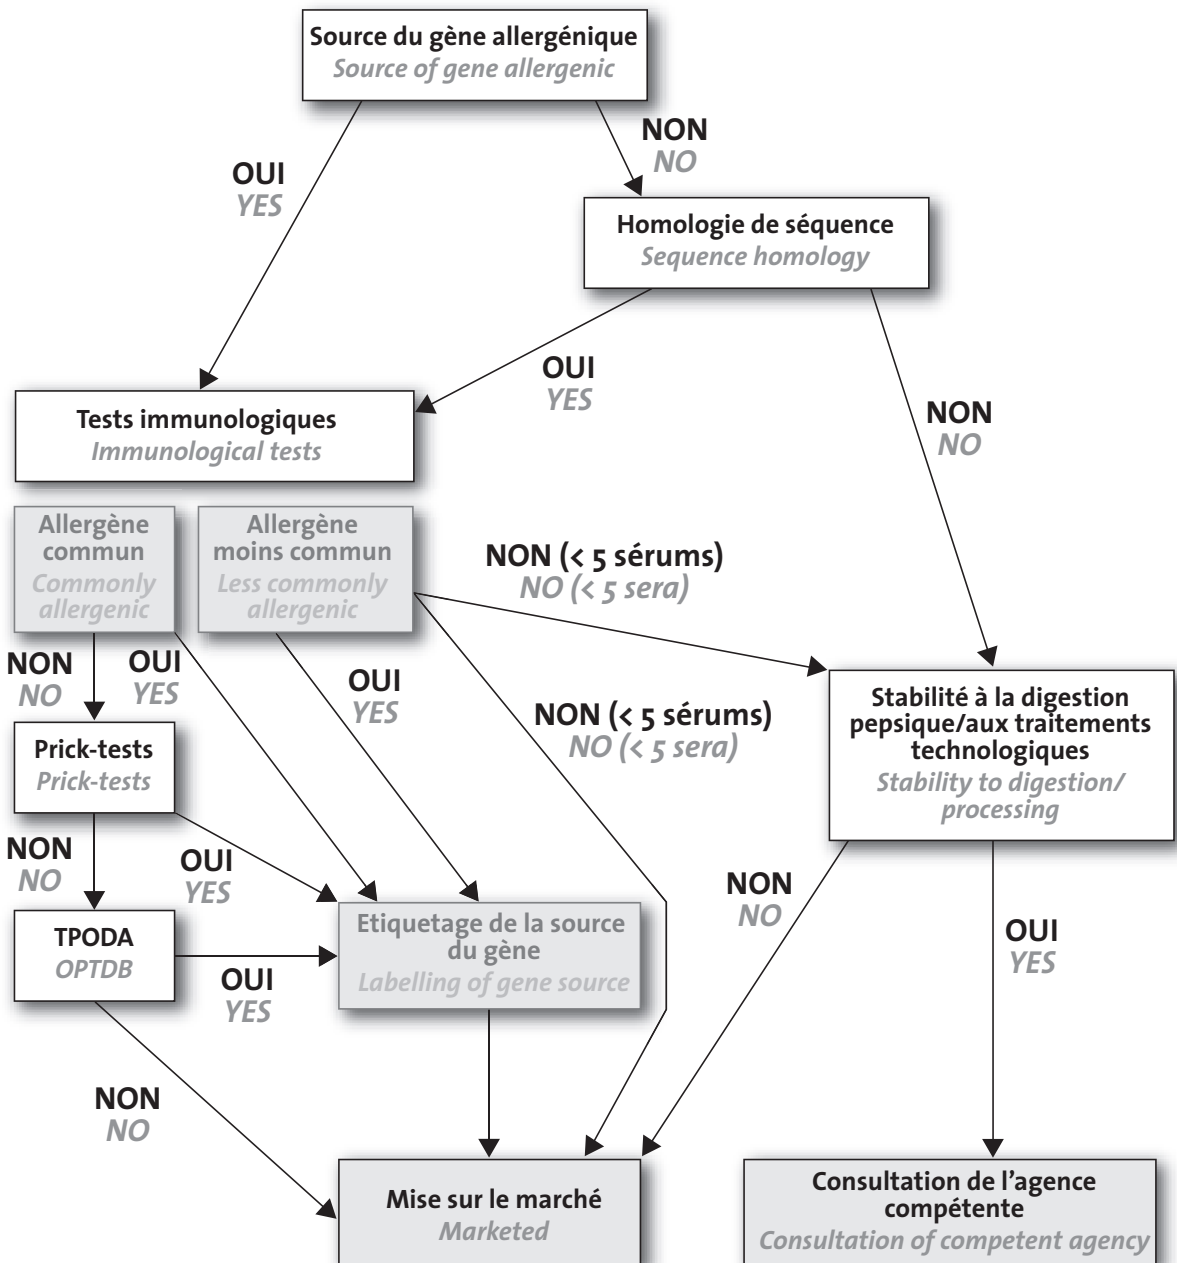 Source du gène allergénique
Source of gene allergenic
NON
NO
OUI
YES
Homologie de séquence
Sequence homology
OUI
YES
NON
NO
Tests immunologiques
Immunological tests
Allergène
commun
Commonly
allergenic
Allergène
moins commun
Less commonly
allergenic
NON (< 5 sérums)
NO (< 5 sera)
NON
NO
OUI
YES
OUI
YES
NON (< 5 sérums)
NO (< 5 sera)
Stabilité à la digestion
pepsique/aux traitements
technologiques
Stability to digestion/
processing
Prick-tests
Prick-tests
NON
NO
OUI
YES
NON
NO
OUI
YES
TPODA
OPTDB
OUI
YES
Etiquetage de la source
du gène
Labelling of gene source
NON
NO
Mise sur le marché
Marketed
Consultation de l’agence
compétente
Consultation of competent agency